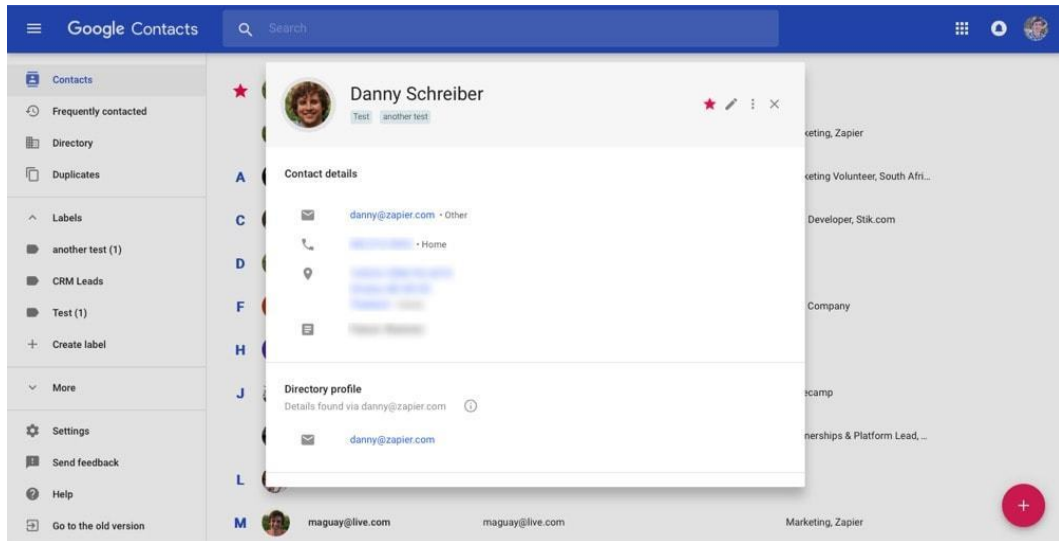 Google Contacts
Search
Contacts
Frequently contacted
Directory
Duplicates
Labels
another test (1)
CRM Leads
Test (1)
Create label
More
Settings
Send feedback
Help
Go to the old version
Danny Schreiber
Test another test
Contact details
danny@zapier.com • Other
• Home
Directory profile
Details found via danny@zapier.com
danny@zapier.com
keting, Zapier
A
keting Volunteer, South Afri...
C
Developer, Stik.com
D
F
Company
H
J
ecamp
nerships & Platform Lead, ...
L
M maguay@live.com maguay@live.com Marketing, Zapier